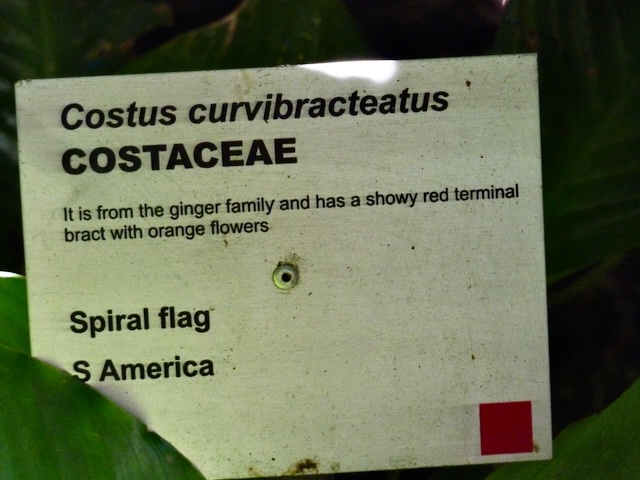 Costus curvibracteatus
COSTACEAE
It is from the ginger family and has a showy red terminal
bract with orange flowers
Spiral flag
S America